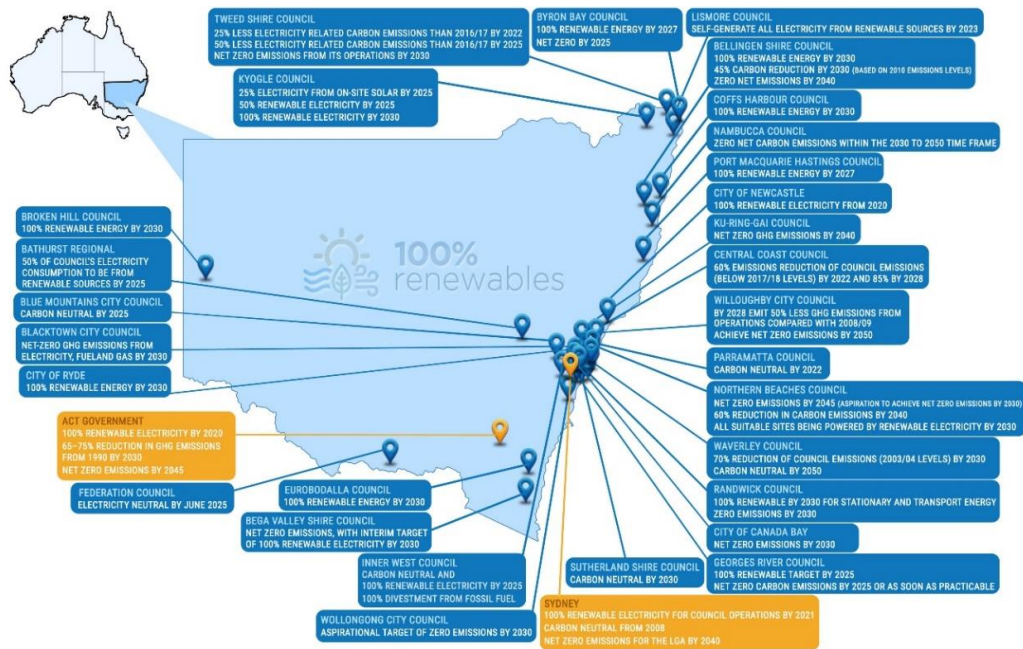 TWEED SHIRE COUNCIL
25% LESS ELECTRICITY RELATED CARBON EMISSIONS THAN 2016/17 BY 2022
50% LESS ELECTRICITY RELATED CARBON EMISSIONS THAN 2016/17 BY 2025
NET ZERO EMISSIONS FROM ITS OPERATIONS BY 2030
KYOGLE COUNCIL
25% ELECTRICITY FROM ON-SITE SOLAR BY 2025
50% RENEWABLE ELECTRICITY BY 2025
100% RENEWABLE ELECTRICITY BY 2030
BYRON BAY COUNCIL
100% RENEWABLE ENERGY BY 2027
NET ZERO BY 2025
LISMORE COUNCIL
SELF-GENERATE ALL ELECTRICITY FROM RENEWABLE SOURCES BY 2023
BELLINGEN SHIRE COUNCIL
100% RENEWABLE ENERGY BY 2030
45% CARBON REDUCTION BY 2030 (BASED ON 2010 EMISSIONS LEVELS)
ZERO NET EMISSIONS BY 2040
COFFS HARBOUR COUNCIL
100% RENEWABLE ENERGY BY 2030
NAMBUCCA COUNCIL
ZERO NET CARBON EMISSIONS WITHIN THE 2030 TO 2050 TIME FRAME
PORT MACQUARIE HASTINGS COUNCIL
100% RENEWABLE ENERGY BY 2027
CITY OF NEWCASTLE
100% RENEWABLE ELECTRICITY FROM 2020
KU-RING-GAI COUNCIL
NET ZERO GHG EMISSIONS BY 2040
CENTRAL COAST COUNCIL
60% EMISSIONS REDUCTION OF COUNCIL EMISSIONS
(BELOW 2017/18 LEVELS) BY 2022 AND 85% BY 2028
WILLOUGHBY CITY COUNCIL
BY 2028 EMIT 50% LESS GHG EMISSIONS FROM
OPERATIONS COMPARED WITH 2008/09
ACHIEVE NET ZERO EMISSIONS BY 2050
PARRAMATTA COUNCIL
CARBON NEUTRAL BY 2022
NORTHERN BEACHES COUNCIL
NET ZERO EMISSIONS BY 2045 (ASPIRATION TO ACHIEVE NET ZERO EMISSIONS BY 2030)
60% REDUCTION IN CARBON EMISSIONS BY 2040
ALL SUITABLE SITES BEING POWERED BY RENEWABLE ELECTRICITY BY 2030
WAVERLEY COUNCIL
70% REDUCTION OF COUNCIL EMISSIONS (2003/04 LEVELS) BY 2030
CARBON NEUTRAL BY 2050
RANDWICK COUNCIL
100% RENEWABLE BY 2030 FOR STATIONARY AND TRANSPORT ENERGY
ZERO EMISSIONS BY 2030
CITY OF CANADA BAY
NET ZERO EMISSIONS BY 2030
GEORGES RIVER COUNCIL
100% RENEWABLE TARGET BY 2025
NET ZERO CARBON EMISSIONS BY 2025 OR AS SOON AS PRACTICABLE
100%
renewables
BROKEN HILL COUNCIL
100% RENEWABLE ENERGY BY 2030
BATHURST REGIONAL
50% OF COUNCIL'S ELECTRICITY
CONSUMPTION TO BE FROM
RENEWABLE SOURCES BY 2025
BLUE MOUNTAINS CITY COUNCIL
CARBON NEUTRAL BY 2025
BLACKTOWN CITY COUNCIL
NET-ZERO GHG EMISSIONS FROM
ELECTRICITY, FUELAND GAS BY 2030
CITY OF RYDE
100% RENEWABLE ENERGY BY 2030
ACT GOVERNMENT
100% RENEWABLE ELECTRICITY BY 2020
65-75% REDUCTION IN GHG EMISSIONS
FROM 1990 BY 2030
NET ZERO EMISSIONS BY 2045
FEDERATION COUNCIL
ELECTRICITY NEUTRAL BY JUNE 2025
EUROBODALLA COUNCIL
100% RENEWABLE ENERGY BY 2030
BEGA VALLEY SHIRE COUNCIL
NET ZERO EMISSIONS, WITH INTERIM TARGET
OF 100% RENEWABLE ELECTRICITY BY 2030
INNER WEST COUNCIL
CARBON NEUTRAL AND
100% RENEWABLE ELECTRICITY BY 2025
100% DIVESTMENT FROM FOSSIL FUEL
WOLLONGONG CITY COUNCIL
ASPIRATIONAL TARGET OF ZERO EMISSIONS BY 2030
SUTHERLAND SHIRE COUNCIL
CARBON NEUTRAL BY 2030
SYDNEY
100% RENEWABLE ELECTRICITY FOR COUNCIL OPERATIONS BY 2021
CARBON NEUTRAL FROM 2008
NET ZERO EMISSIONS FOR THE LGA BY 2040